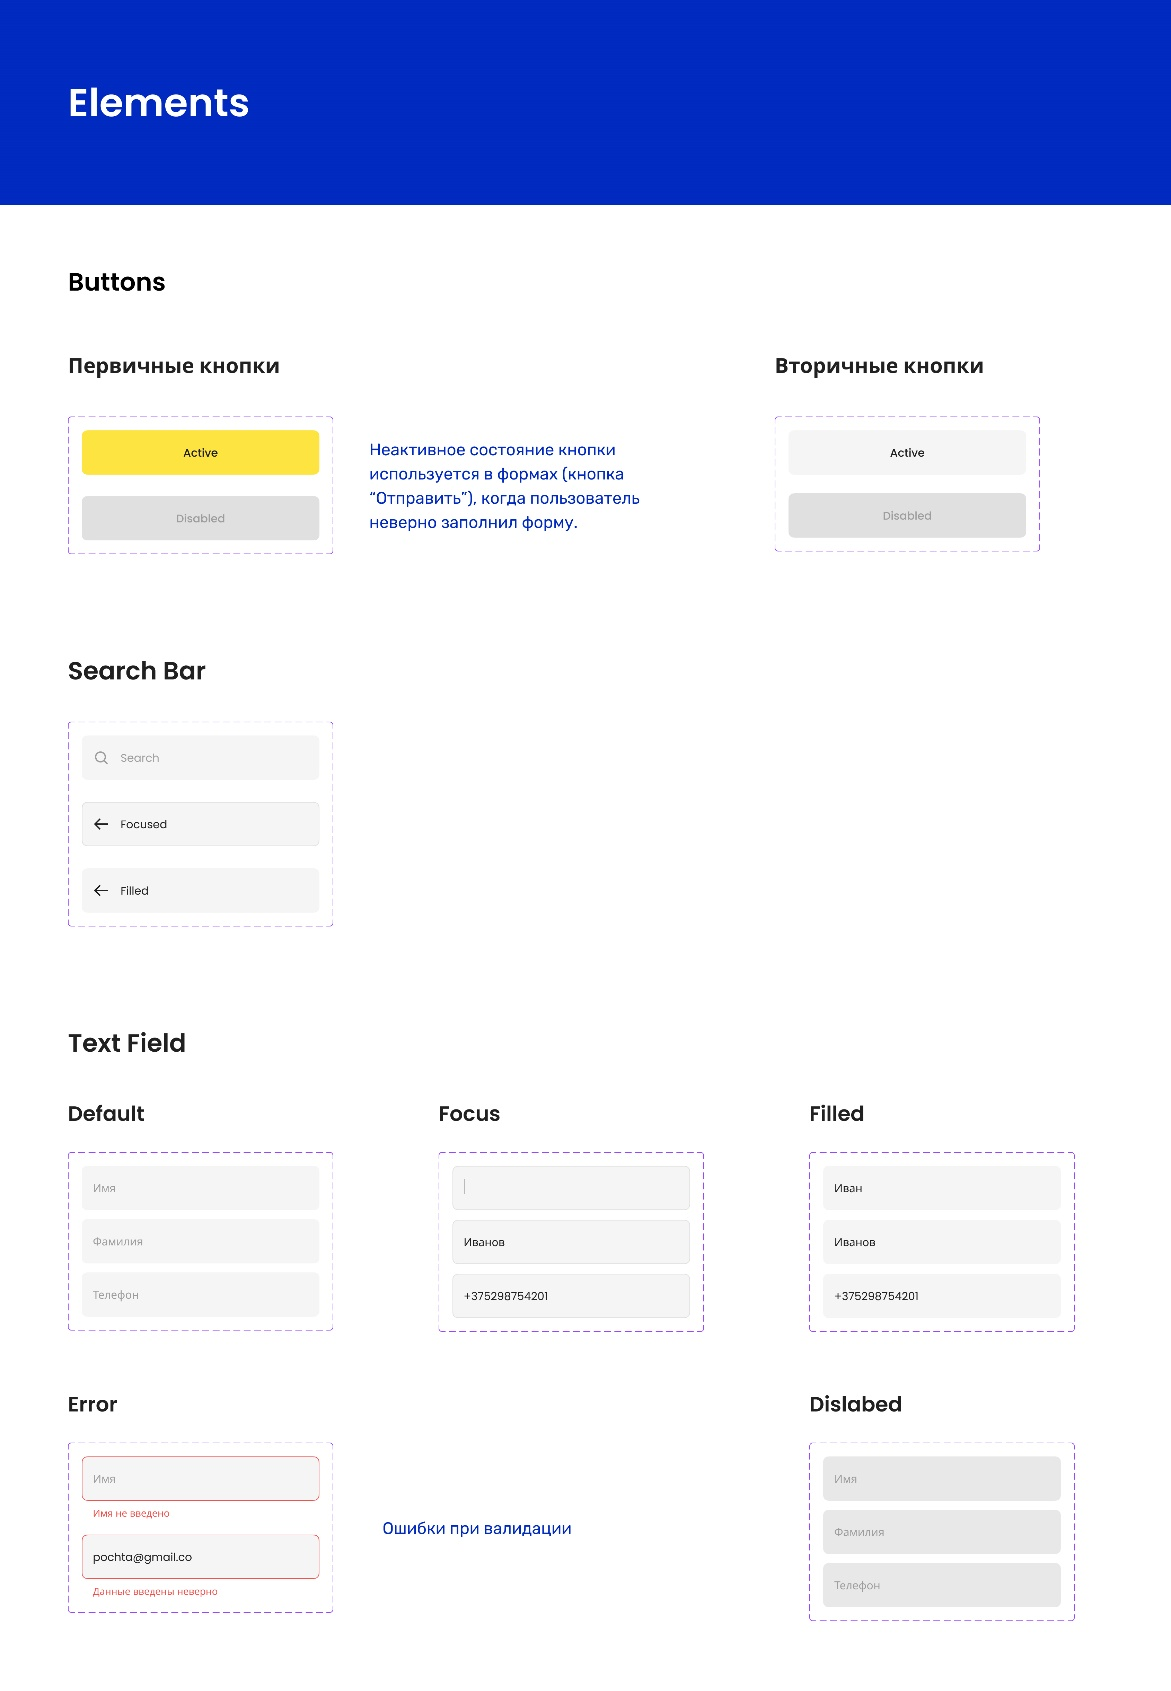 Elements
Buttons
Первичные кнопки
Active
Disabled
Неактивное состояние кнопки
используется в формах (кнопка
“Отправить”), когда пользователь
неверно заполнил форму.
Вторичные кнопки
Active
Disabled
Search Bar
Search
Focused
Filled
Text Field
Default
Имя
Фамилия
Телефон
Focus
Иванов
+375298754201
Filled
Иван
Иванов
+375298754201
Error
Имя
Имя не введено
pochta@gmail.co
Данные введены неверно
Ошибки при валидации
Dislabed
Имя
Фамилия
Телефон